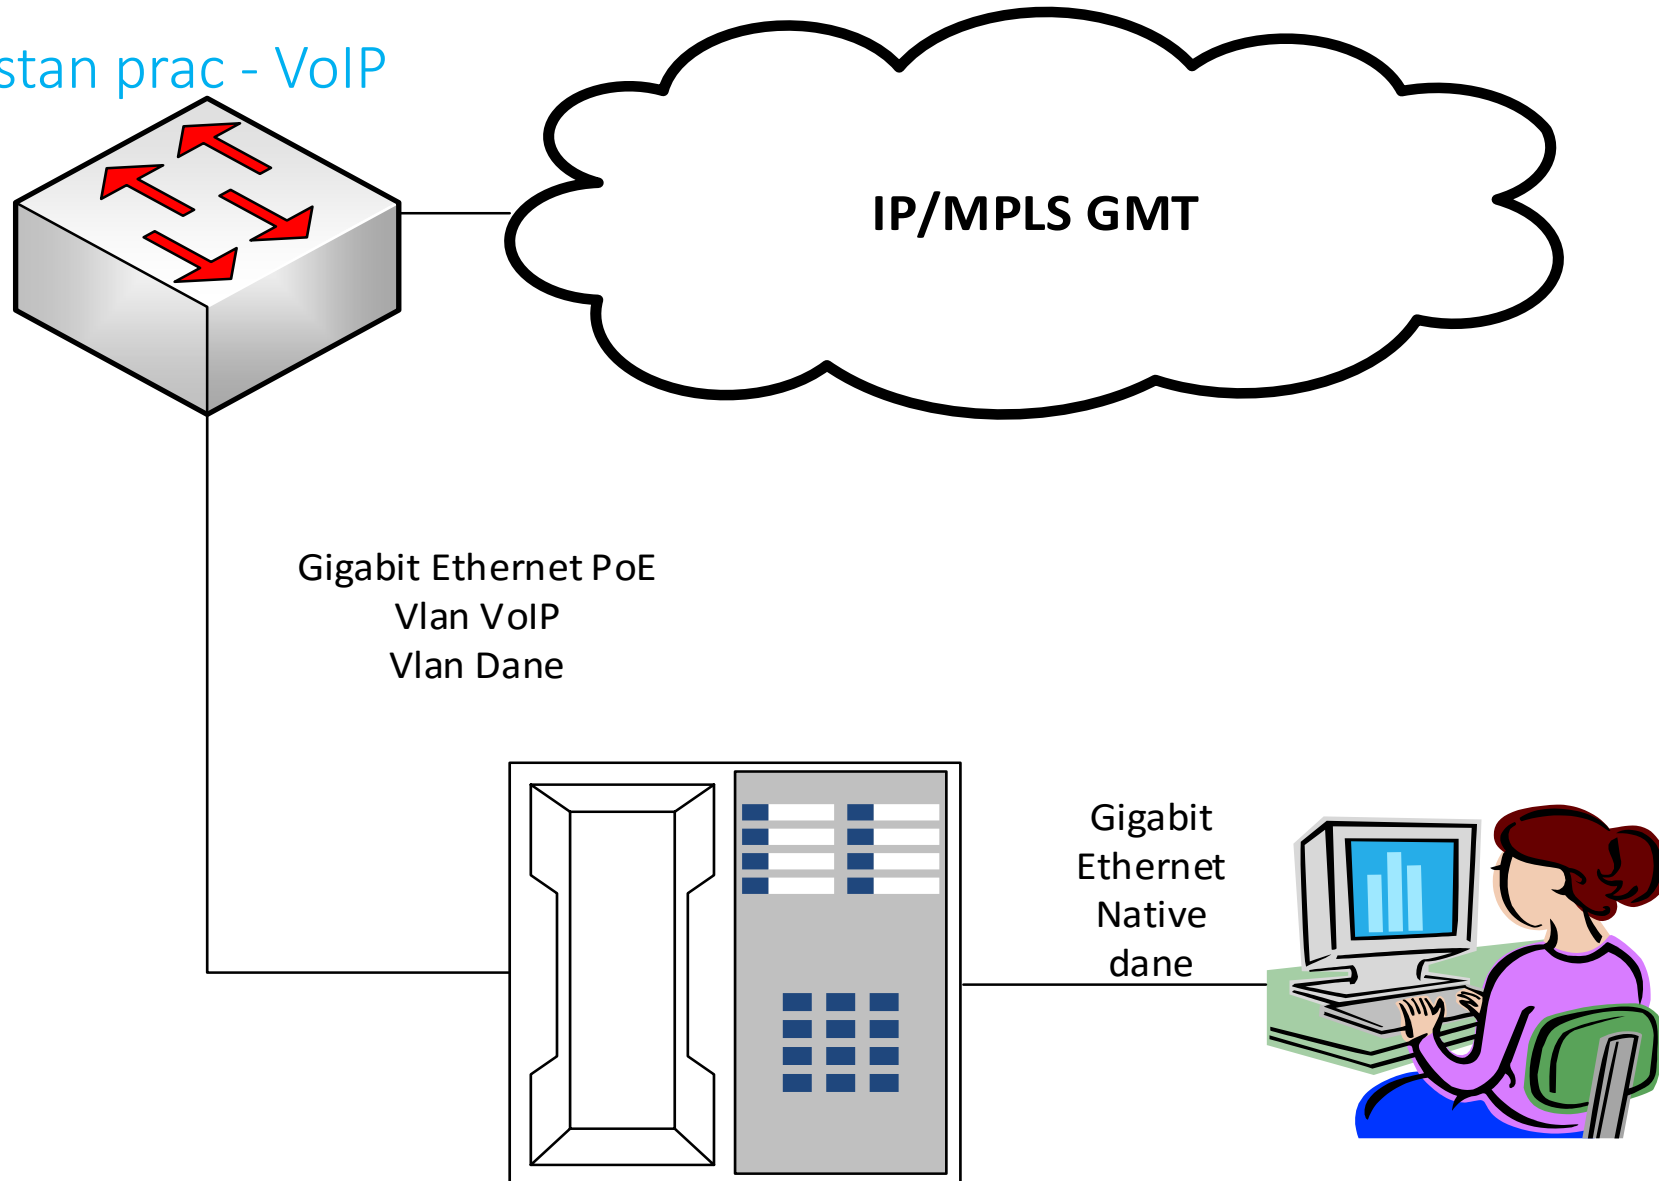 stan prac - VoIP
IP/MPLS GMT
Gigabit Ethernet PoE
Vlan VoIP
Vlan Dane
Gigabit
Ethernet
Native
dane